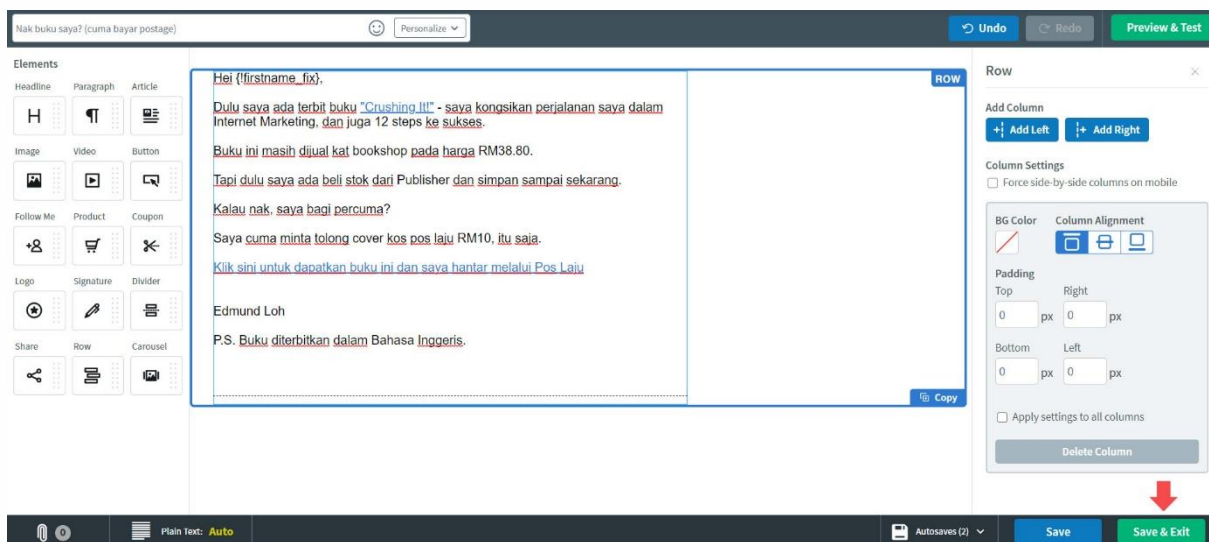 Nak buku saya? (cuma bayar postage)
Personalize
Undo
Redo
Preview & Test
Elements
Headline Paragraph Article
Image Video Button
Follow Me Product Coupon
Logo Signature Divider
Share Row Carousel
ROW
Hei {!firstname_fix},
Dulu saya ada terbit buku "Crushing It!" - saya kongsikan perjalanan saya dalam
Internet Marketing, dan juga 12 steps ke sukses.
Buku ini masih dijual kat bookshop pada harga RM38.80.
Tapi dulu saya ada beli stok dari Publisher dan simpan sampai sekarang.
Kalau nak, saya bagi percuma?
Saya cuma minta tolong cover kos pos laju RM10, itu saja.
Klik sini untuk dapatkan buku ini dan saya hantar melalui Pos Laju
Edmund Loh
P.S. Buku diterbitkan dalam Bahasa Inggeris.
Copy
Row
Add Column
Add Left Add Right
Column Settings
Force side-by-side columns on mobile
BG Color Column Alignment
Padding
Top Right
0 px 0 px
Bottom Left
0 px 0 px
Apply settings to all columns
Delete Column
0
Plain Text: Auto
Autosaves (2)
Save
Save & Exit